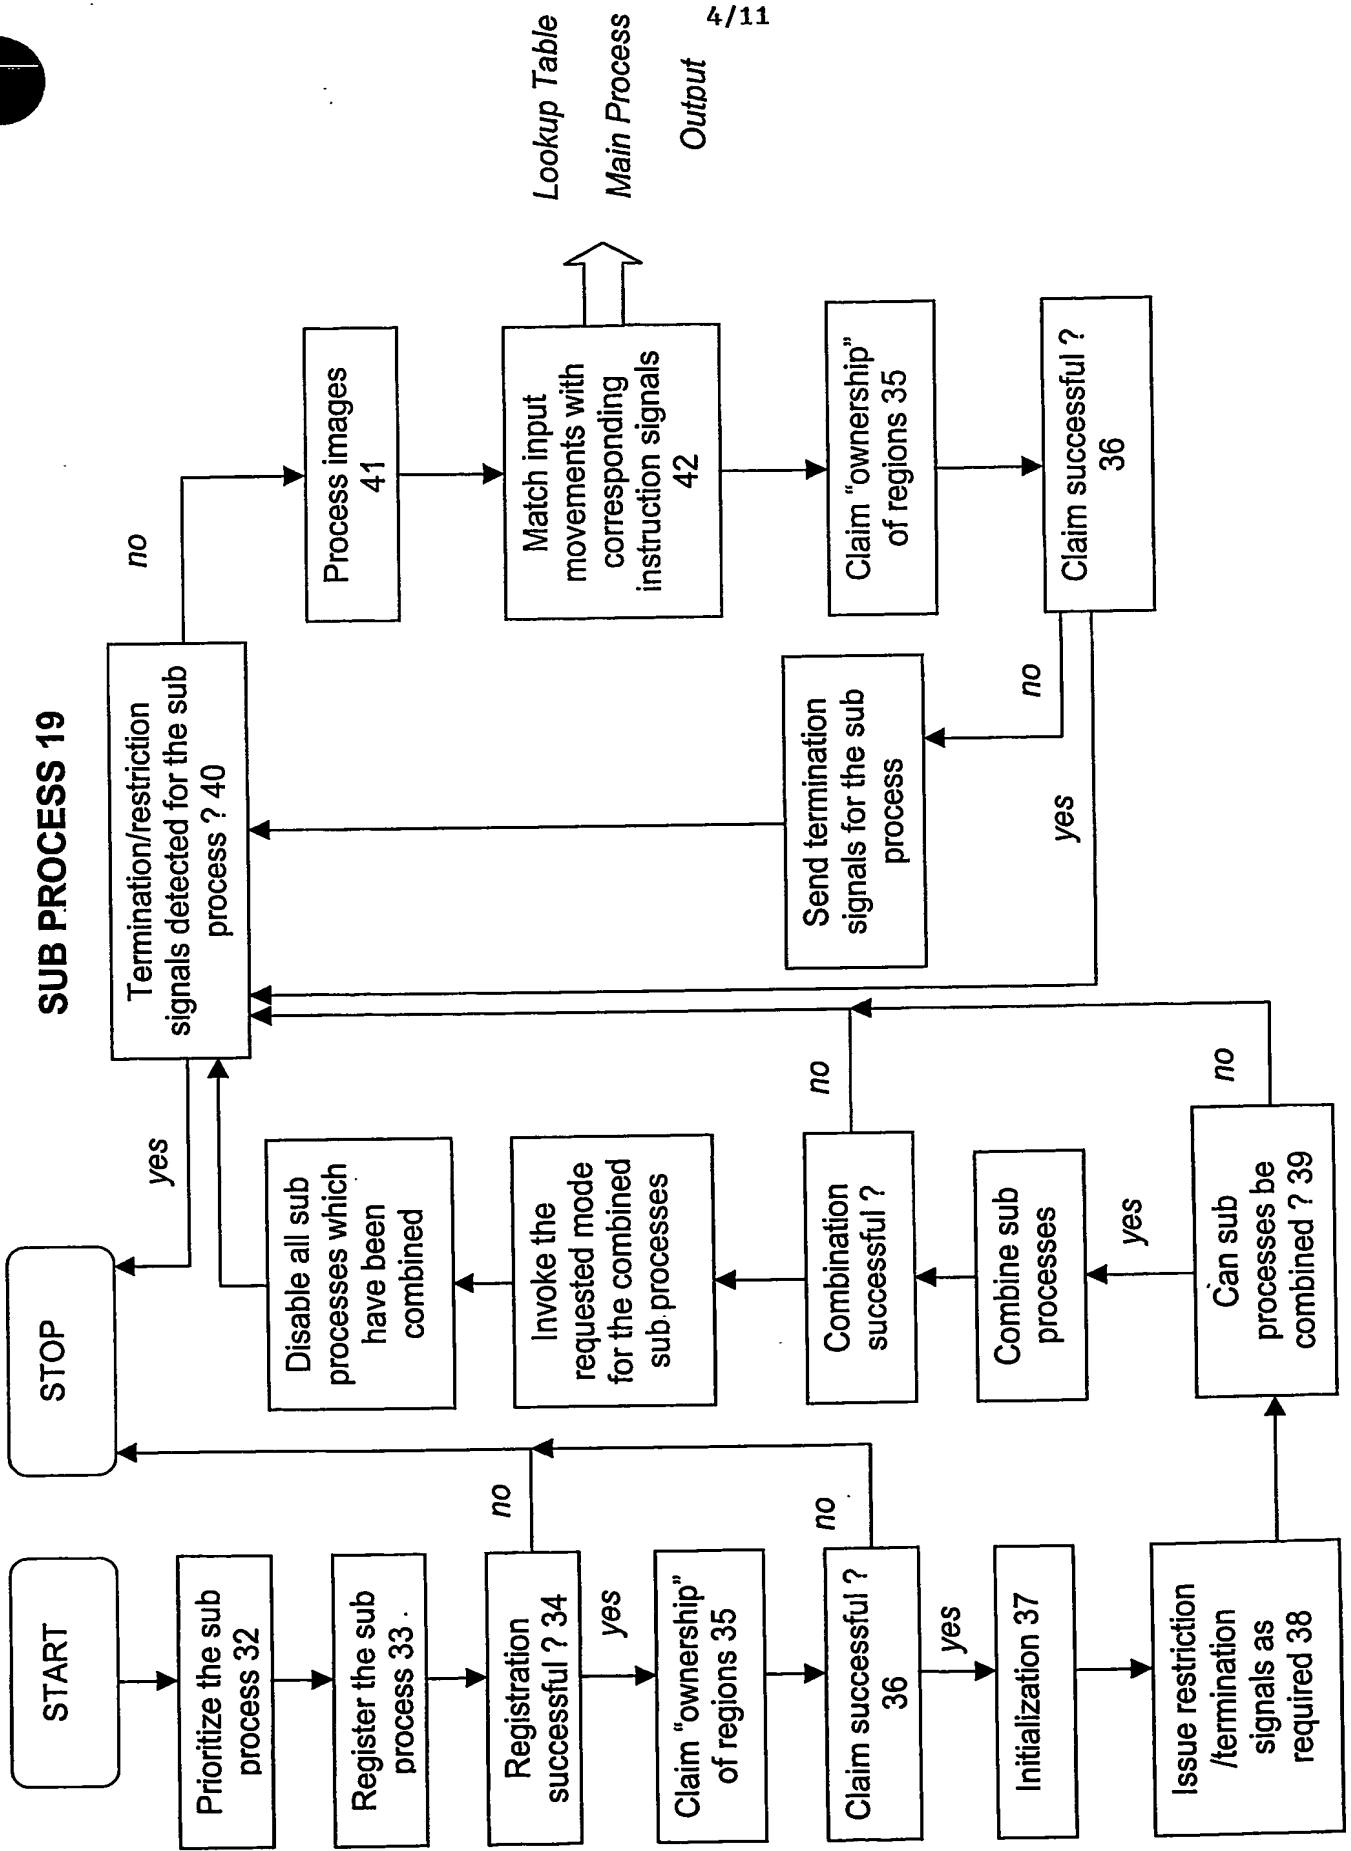 4/11
SUB PROCESS 19
START
Prioritize the sub
process 32
Register the sub
process 33
Registration
successful ? 34
no
yes
Claim "ownership"
of regions 35
Claim successful ?
36
no
yes
Initialization 37
Issue restriction
/termination
signals as
required 38
STOP
yes
Disable all sub
processes which
have been
combined
Invoke the
requested mode
for the combined
sub processes
Combination
successful ?
no
Combine sub
processes
yes
Can sub
processes be
combined ? 39
no
Termination/restriction
signals detected for the sub
process ? 40
no
Send termination
signals for the sub
process
no
yes
Process images
41
Match input
movements with
corresponding
instruction signals
42
Claim "ownership"
of regions 35
Claim successful ?
36
Lookup Table
Main Process
Output